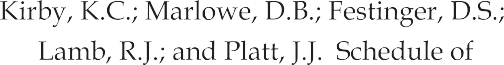 Kirby, K.C.; Marlowe, D.B.; Festinger, D.S.;
Lamb, R.J.; and Platt, J.J. Schedule of